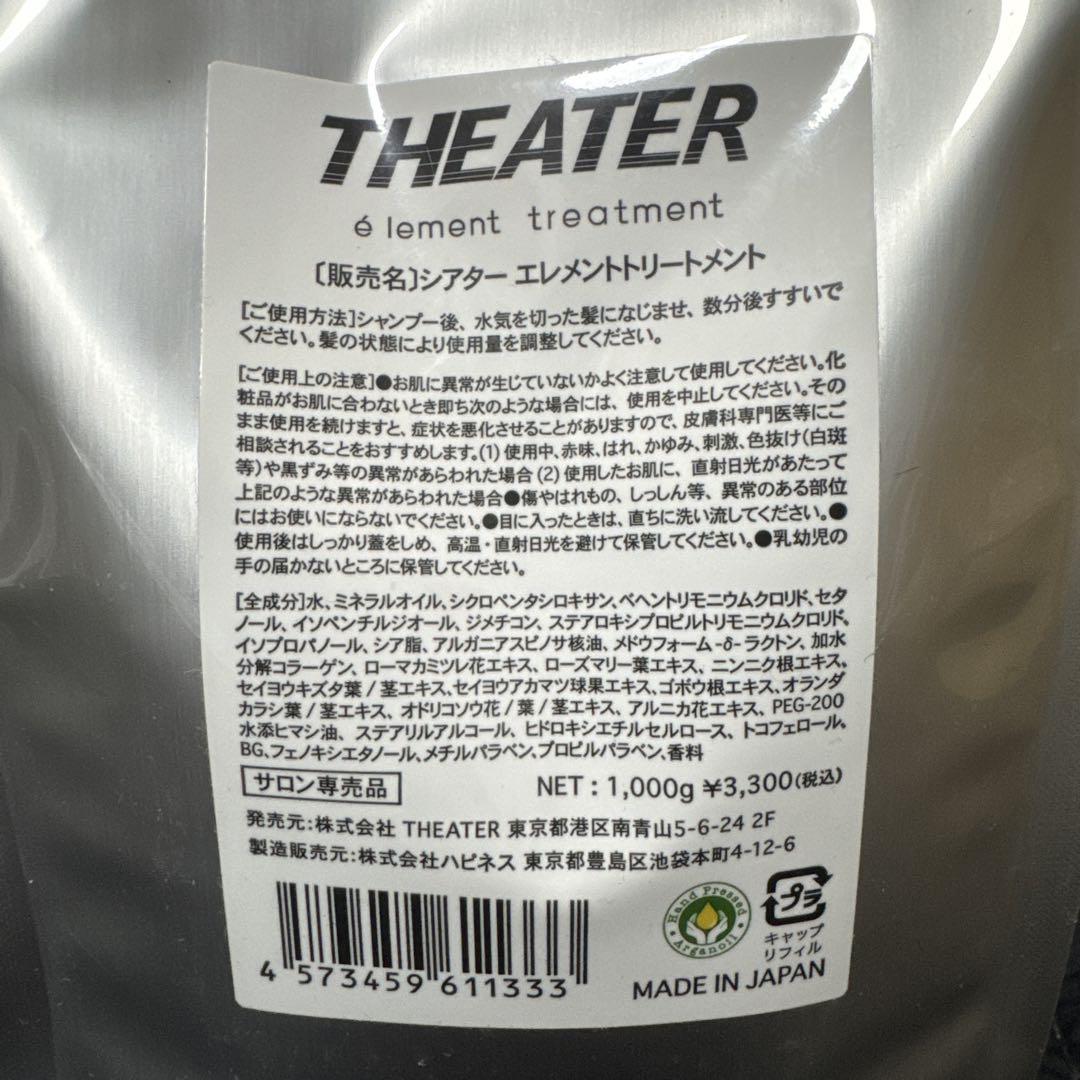 THEATER
é lement treatment
〔販売名〕シアター エレメントトリートメント
[ご使用方法]シャンプー後、水気を切った髪になじませ、数分後すすいで
ください。髪の状態により使用量を調整してください。
[ご使用上の注意]●お肌に異常が生じていないかよく注意して使用してください。化
粧品がお肌に合わないとき即ち次のような場合には、使用を中止してください。その
まま使用を続けますと、症状を悪化させることがありますので、皮膚科専門医等にご
相談されることをおすすめします。(1) 使用中、赤味、はれ、かゆみ、刺激、色抜け(白斑
等)や黒ずみ等の異常があらわれた場合 (2) 使用したお肌に、直射日光があたって
上記のような異常があらわれた場合●傷やはれもの、しっしん等、異常のある部位
にはお使いにならないでください。●目に入ったときは、直ちに洗い流してください。●
使用後はしっかり蓋をしめ、高温・直射日光を避けて保管してください。●乳幼児の
手の届かないところに保管してください。
[全成分]水、ミネラルオイル、シクロペンタシロキサン、ベヘントリモニウムクロリド、セタ
ノール、イソペンチルジオール、ジメチコン、ステアロキシプロピルトリモニウムクロリド、
イソプロパノール、シア脂、アルガニアスピノサ核油、メドウフォーム-δ-ラクトン、加水
分解コラーゲン、ローマカミツレ花エキス、ローズマリー葉エキス、ニンニク根エキス、
セイヨウキズタ葉/茎エキス、セイヨウアカマツ球果エキス、ゴボウ根エキス、オランダ
カラシ葉/茎エキス、オドリコソウ花/葉/茎エキス、アルニカ花エキス、PEG-200
水添ヒマシ油、ステアリルアルコール、ヒドロキシエチルセルロース、トコフェロール、
BG、フェノキシエタノール、メチルパラベン、プロピルパラベン、香料
サロン専売品
NET : 1,000g ¥3,300(税込)
発売元:株式会社 THEATER 東京都港区南青山5-6-24 2F
製造販売元:株式会社ハピネス 東京都豊島区池袋本町4-12-6
Hand Pressed
Arganoil
プラ
キャップ
リフィル
4 573459 611333
MADE IN JAPAN